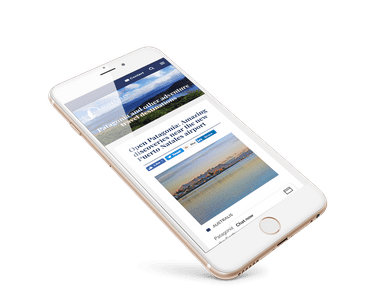 Patagonia and other adventure
travel destinations
Open Patagonia: Amazing
discoveries near the new
Puerto Natales airport
AUSTRALIS
Patagonia
Chat now